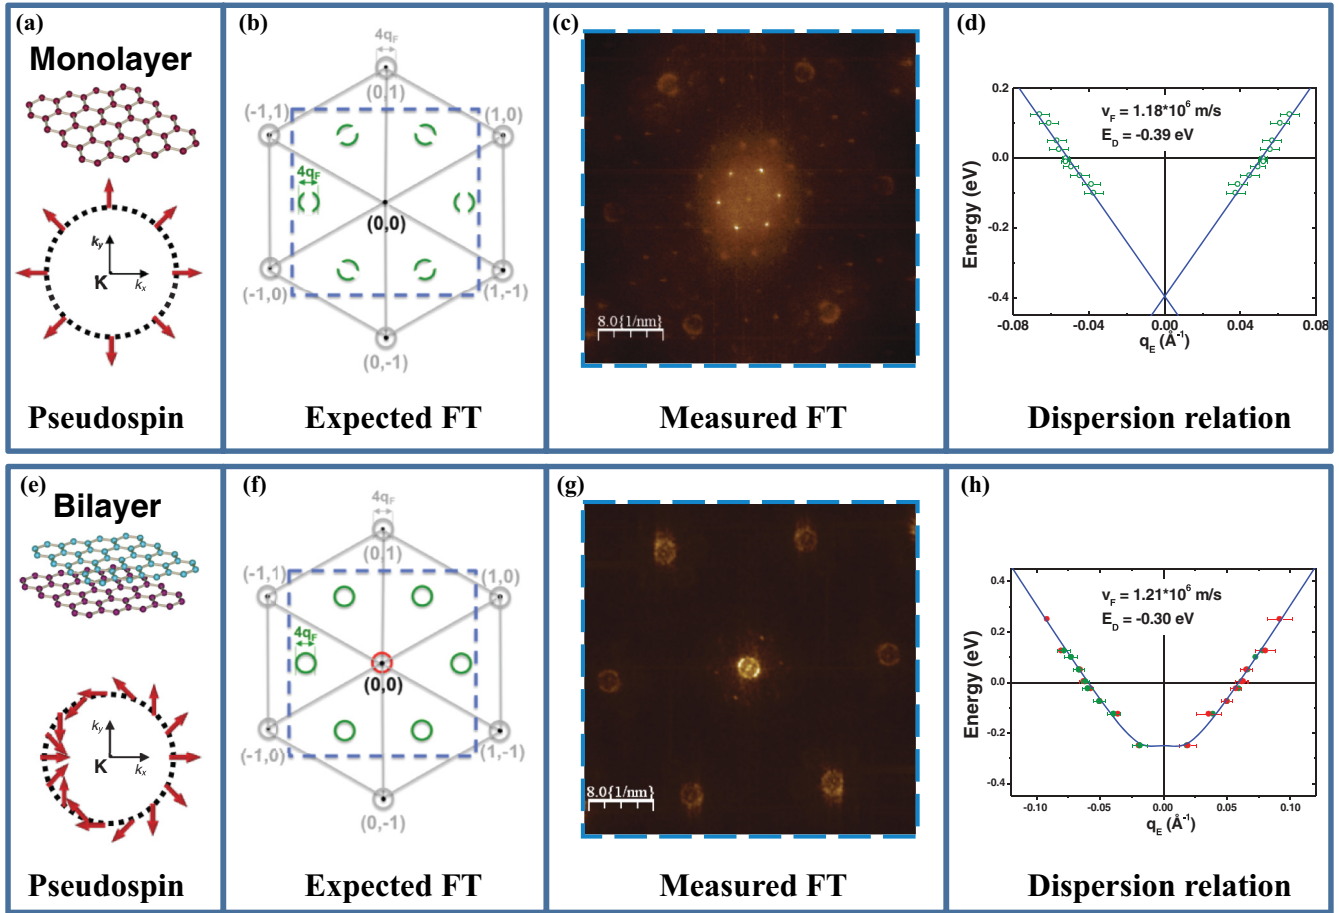 (a)
Monolayer
k_y
K
k_x
Pseudospin
(b)
4q_F
(0,1)
(-1,1)
(1,0)
4q_F
(0,0)
(-1,0)
(1,-1)
(0,-1)
Expected FT
(c)
8.0{1/nm}
Measured FT
(d)
v_F = 1.18*10^6 m/s
E_D = -0.39 eV
Energy (eV)
0.2
0.0
-0.2
-0.4
-0.08 -0.04 0.00 0.04 0.08
q_E (Å^-1)
Dispersion relation
(e)
Bilayer
k_y
K
k_x
Pseudospin
(f)
4q_F
(0,1)
(-1,1)
(1,0)
4q_F
(0,0)
(-1,0)
(1,-1)
(0,-1)
Expected FT
(g)
8.0{1/nm}
Measured FT
(h)
v_F = 1.21*10^6 m/s
E_D = -0.30 eV
Energy (eV)
0.4
0.2
0.0
-0.2
-0.4
-0.10 -0.05 0.00 0.05 0.10
q_E (Å^-1)
Dispersion relation